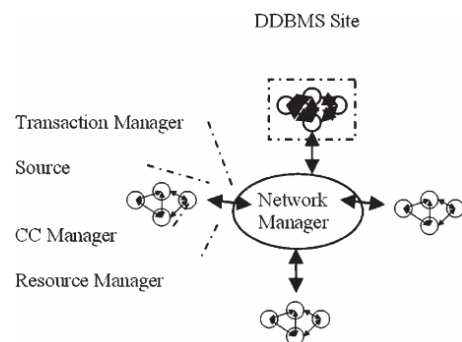 DDBMS Site
Transaction Manager
Source
Network
Manager
CC Manager
Resource Manager